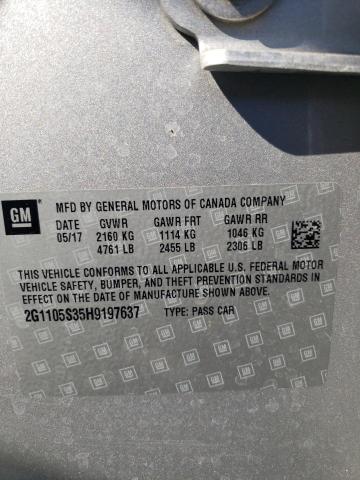 GM
MFD BY GENERAL MOTORS OF CANADA COMPANY
DATE GVWR GAWR FRT GAWR RR
05/17 2160 KG 1114 KG 1046 KG
4761 LB 2455 LB 2306 LB
THIS VEHICLE CONFORMS TO ALL APPLICABLE U.S. FEDERAL MOTOR
VEHICLE SAFETY, BUMPER, AND THEFT PREVENTION STANDARDS IN
EFFECT ON THE DATE OF MANUFACTURE SHOWN ABOVE.
2G1105S35H9197637 TYPE: PASS CAR